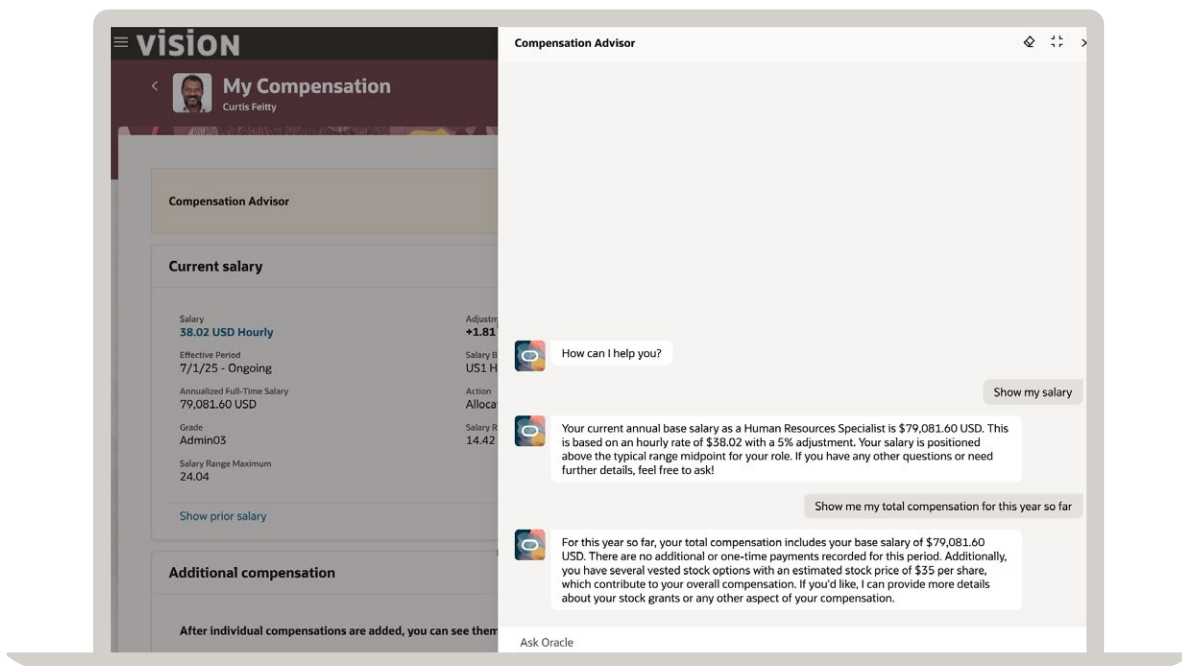 vision
My Compensation
Curtis Feitty
Compensation Advisor
Current salary
Salary
38.02 USD Hourly
Effective Period
7/1/25 - Ongoing
Annualized Full-Time Salary
79,081.60 USD
Grade
Admin03
Salary Range Maximum
24.04
+1.81
US1 H
Action
14.42
Show prior salary
Additional compensation
After individual compensations are added, you can see them
Compensation Advisor
How can I help you?
Show my salary
Your current annual base salary as a Human Resources Specialist is $79,081.60 USD. This
is based on an hourly rate of $38.02 with a 5% adjustment. Your salary is positioned
above the typical range midpoint for your role. If you have any other questions or need
further details, feel free to ask!
Show me my total compensation for this year so far
For this year so far, your total compensation includes your base salary of $79,081.60
USD. There are no additional or one-time payments recorded for this period. Additionally,
you have several vested stock options with an estimated stock price of $35 per share,
which contribute to your overall compensation. If you'd like, I can provide more details
about your stock grants or any other aspect of your compensation.
Ask Oracle